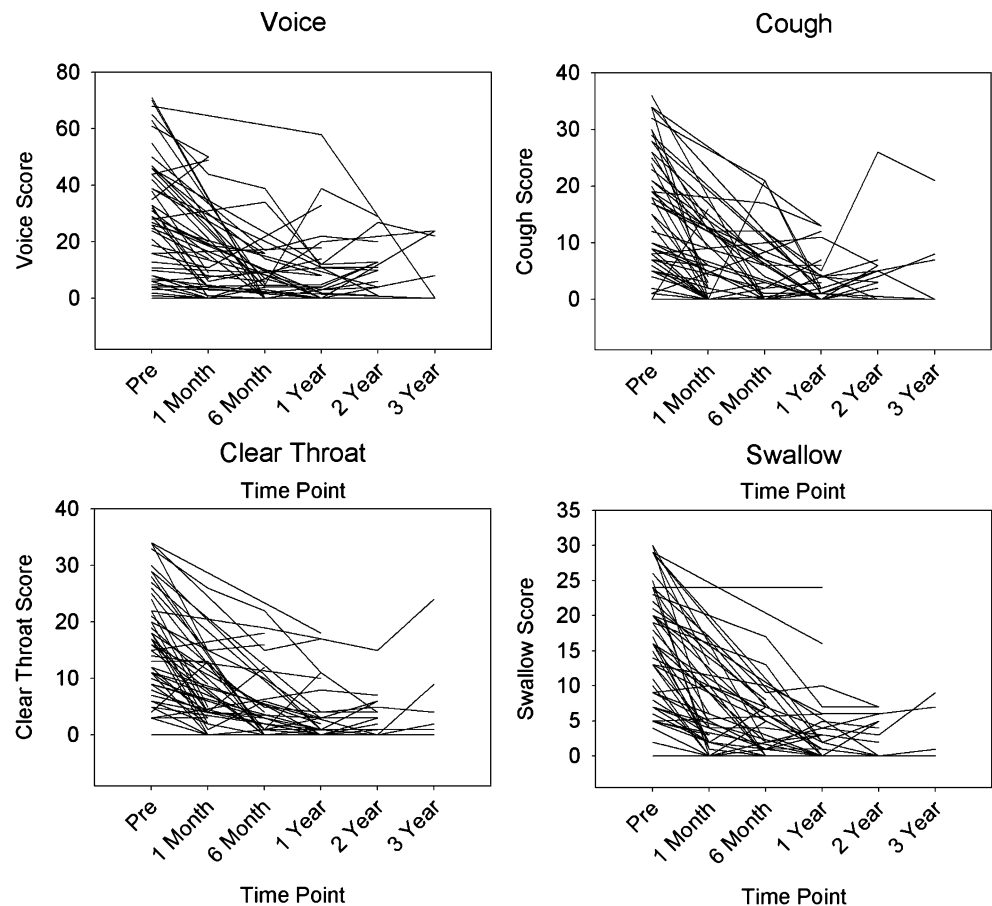 Voice
80
60
40
20
0
Voice Score
Pre
1 Month
6 Month
1 Year
2 Year
3 Year
Time Point
Cough
40
30
20
10
0
Cough Score
Pre
1 Month
6 Month
1 Year
2 Year
3 Year
Time Point
Clear Throat
40
30
20
10
0
Clear Throat Score
Pre
1 Month
6 Month
1 Year
2 Year
3 Year
Time Point
Swallow
35
30
25
20
15
10
5
0
Swallow Score
Pre
1 Month
6 Month
1 Year
2 Year
3 Year
Time Point